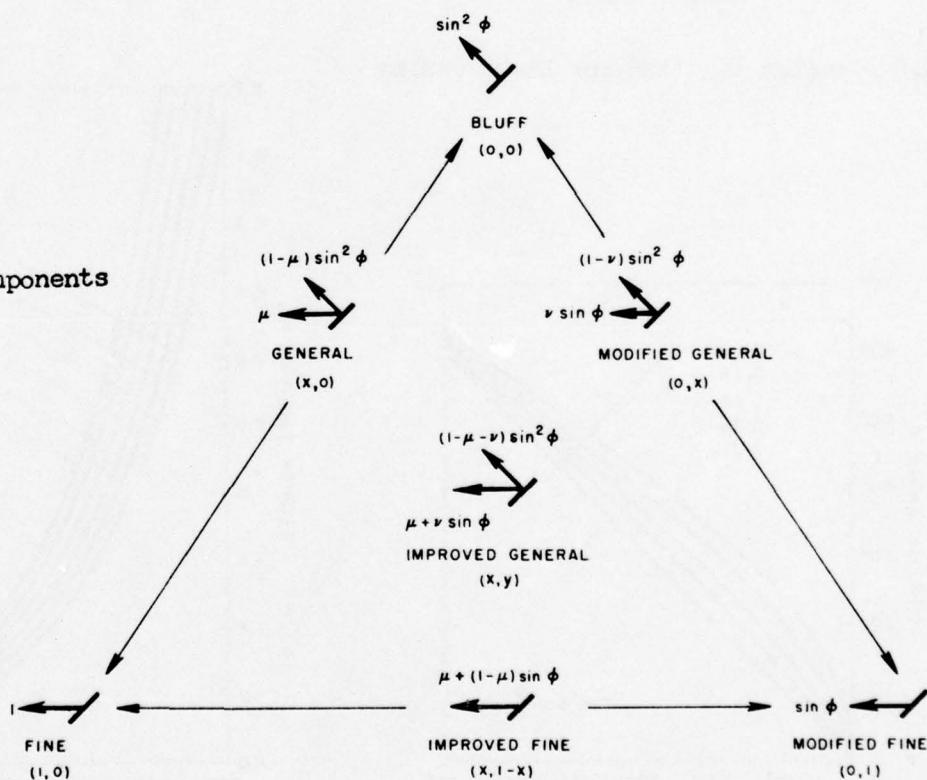 sin² φ
BLUFF
(0,0)
mponents
(1-μ) sin² φ
μ
GENERAL
(X,0)
(1-ν) sin² φ
ν sin φ
MODIFIED GENERAL
(0,X)
(1-μ-ν) sin² φ
μ + ν sin φ
IMPROVED GENERAL
(X,y)
1
FINE
(1,0)
μ + (1-μ) sin φ
IMPROVED FINE
(X,1-X)
sin φ
MODIFIED FINE
(0,1)